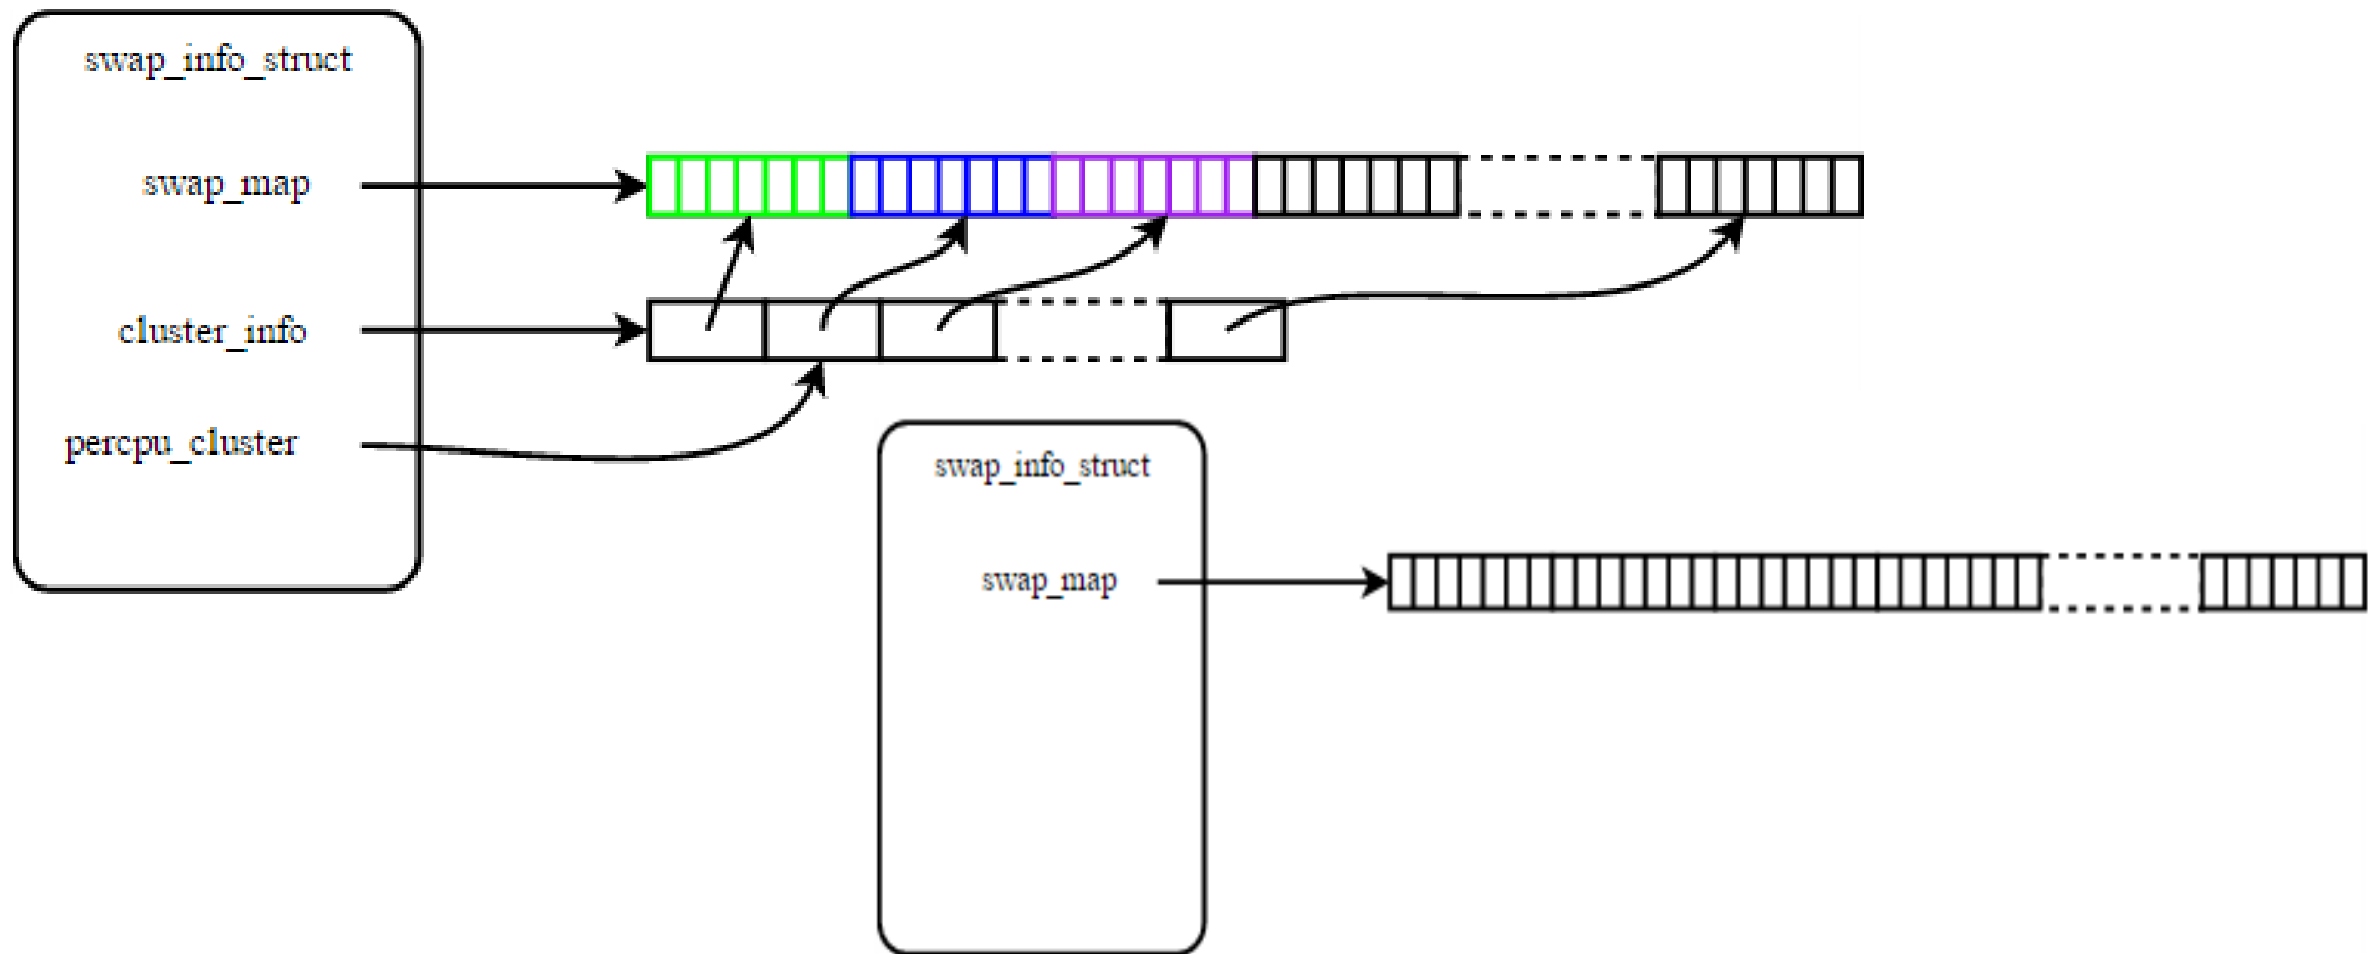 swap_info_struct
swap_map
cluster_info
percpu_cluster
swap_info_struct
swap_map